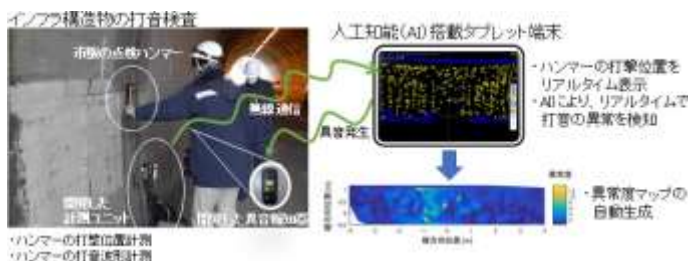 インフラ構造物の打音検査
市販の点検ハンマー
無線通信
開発した
計測ユニット
・ハンマーの打撃位置計測
・ハンマーの打音波形計測
人工知能(AI)搭載タブレット端末
異音発生
・ハンマーの打撃位置を
リアルタイム表示
・AIにより、リアルタイムで
打音の異常を検知
・異常度マップの
自動生成